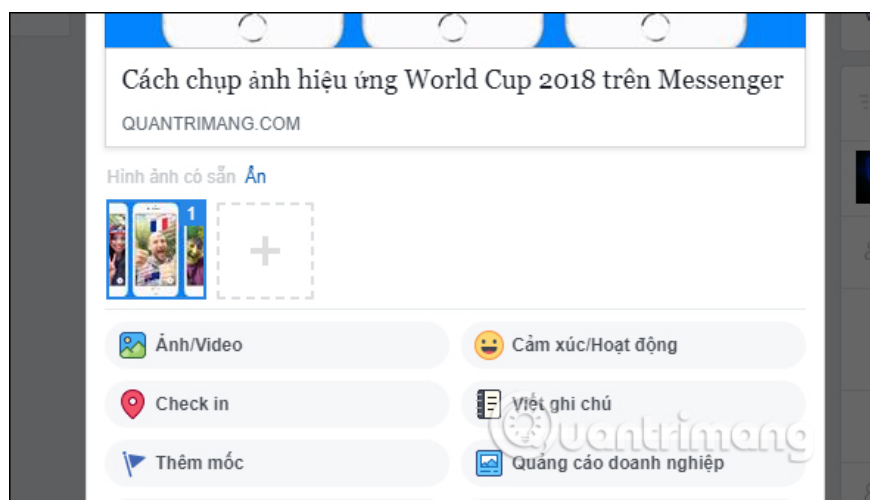 Cách chụp ảnh hiệu ứng World Cup 2018 trên Messenger
QUANTRIMANG.COM
Hình ảnh có sẵn Ẩn
1
Ảnh/Video
Cảm xúc/Hoạt động
Check in
Viết ghi chú
Thêm mốc
Quảng cáo doanh nghiệp
Quantrimang